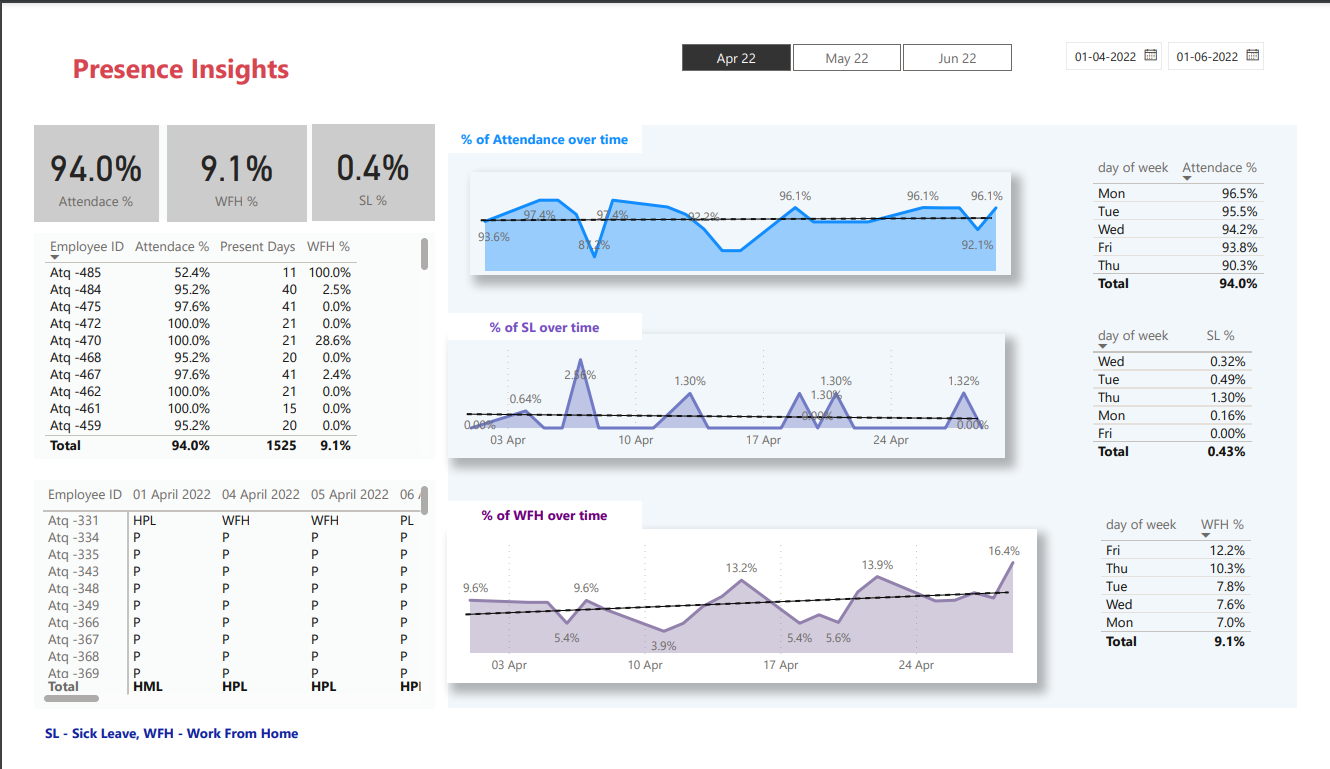 Presence Insights
Apr 22 May 22 Jun 22
01-04-2022 01-06-2022
94.0%
Attendace %
9.1%
WFH %
0.4%
SL %
Employee ID Attendace % Present Days WFH %
Atq -485 52.4% 11 100.0%
Atq -484 95.2% 40 2.5%
Atq -475 97.6% 41 0.0%
Atq -472 100.0% 21 0.0%
Atq -470 100.0% 21 28.6%
Atq -468 95.2% 20 0.0%
Atq -467 97.6% 41 2.4%
Atq -462 100.0% 21 0.0%
Atq -461 100.0% 15 0.0%
Atq -459 95.2% 20 0.0%
Total 94.0% 1525 9.1%
Employee ID 01 April 2022 04 April 2022 05 April 2022 06
Atq -331 HPL WFH WFH PL
Atq -334 P P P P
Atq -335 P P P P
Atq -343 P P P P
Atq -348 P P P P
Atq -349 P P P P
Atq -366 P P P P
Atq -367 P P P P
Atq -368 P P P P
Atq -369 P P P P
Total HML HPL HPL HPl
SL - Sick Leave, WFH - Work From Home
% of Attendance over time
93.6% 97.4% 87.2% 97.4% 92.2% 96.1% 96.1% 92.1% 96.1%
% of SL over time
0.00% 0.64% 2.56% 1.30% 0.00% 1.30% 1.30% 1.32% 0.00%
03 Apr 10 Apr 17 Apr 24 Apr
% of WFH over time
9.6% 5.4% 9.6% 3.9% 13.2% 5.4% 5.6% 13.9% 16.4%
03 Apr 10 Apr 17 Apr 24 Apr
day of week Attendace %
Mon 96.5%
Tue 95.5%
Wed 94.2%
Fri 93.8%
Thu 90.3%
Total 94.0%
day of week SL %
Wed 0.32%
Tue 0.49%
Thu 1.30%
Mon 0.16%
Fri 0.00%
Total 0.43%
day of week WFH %
Fri 12.2%
Thu 10.3%
Tue 7.8%
Wed 7.6%
Mon 7.0%
Total 9.1%